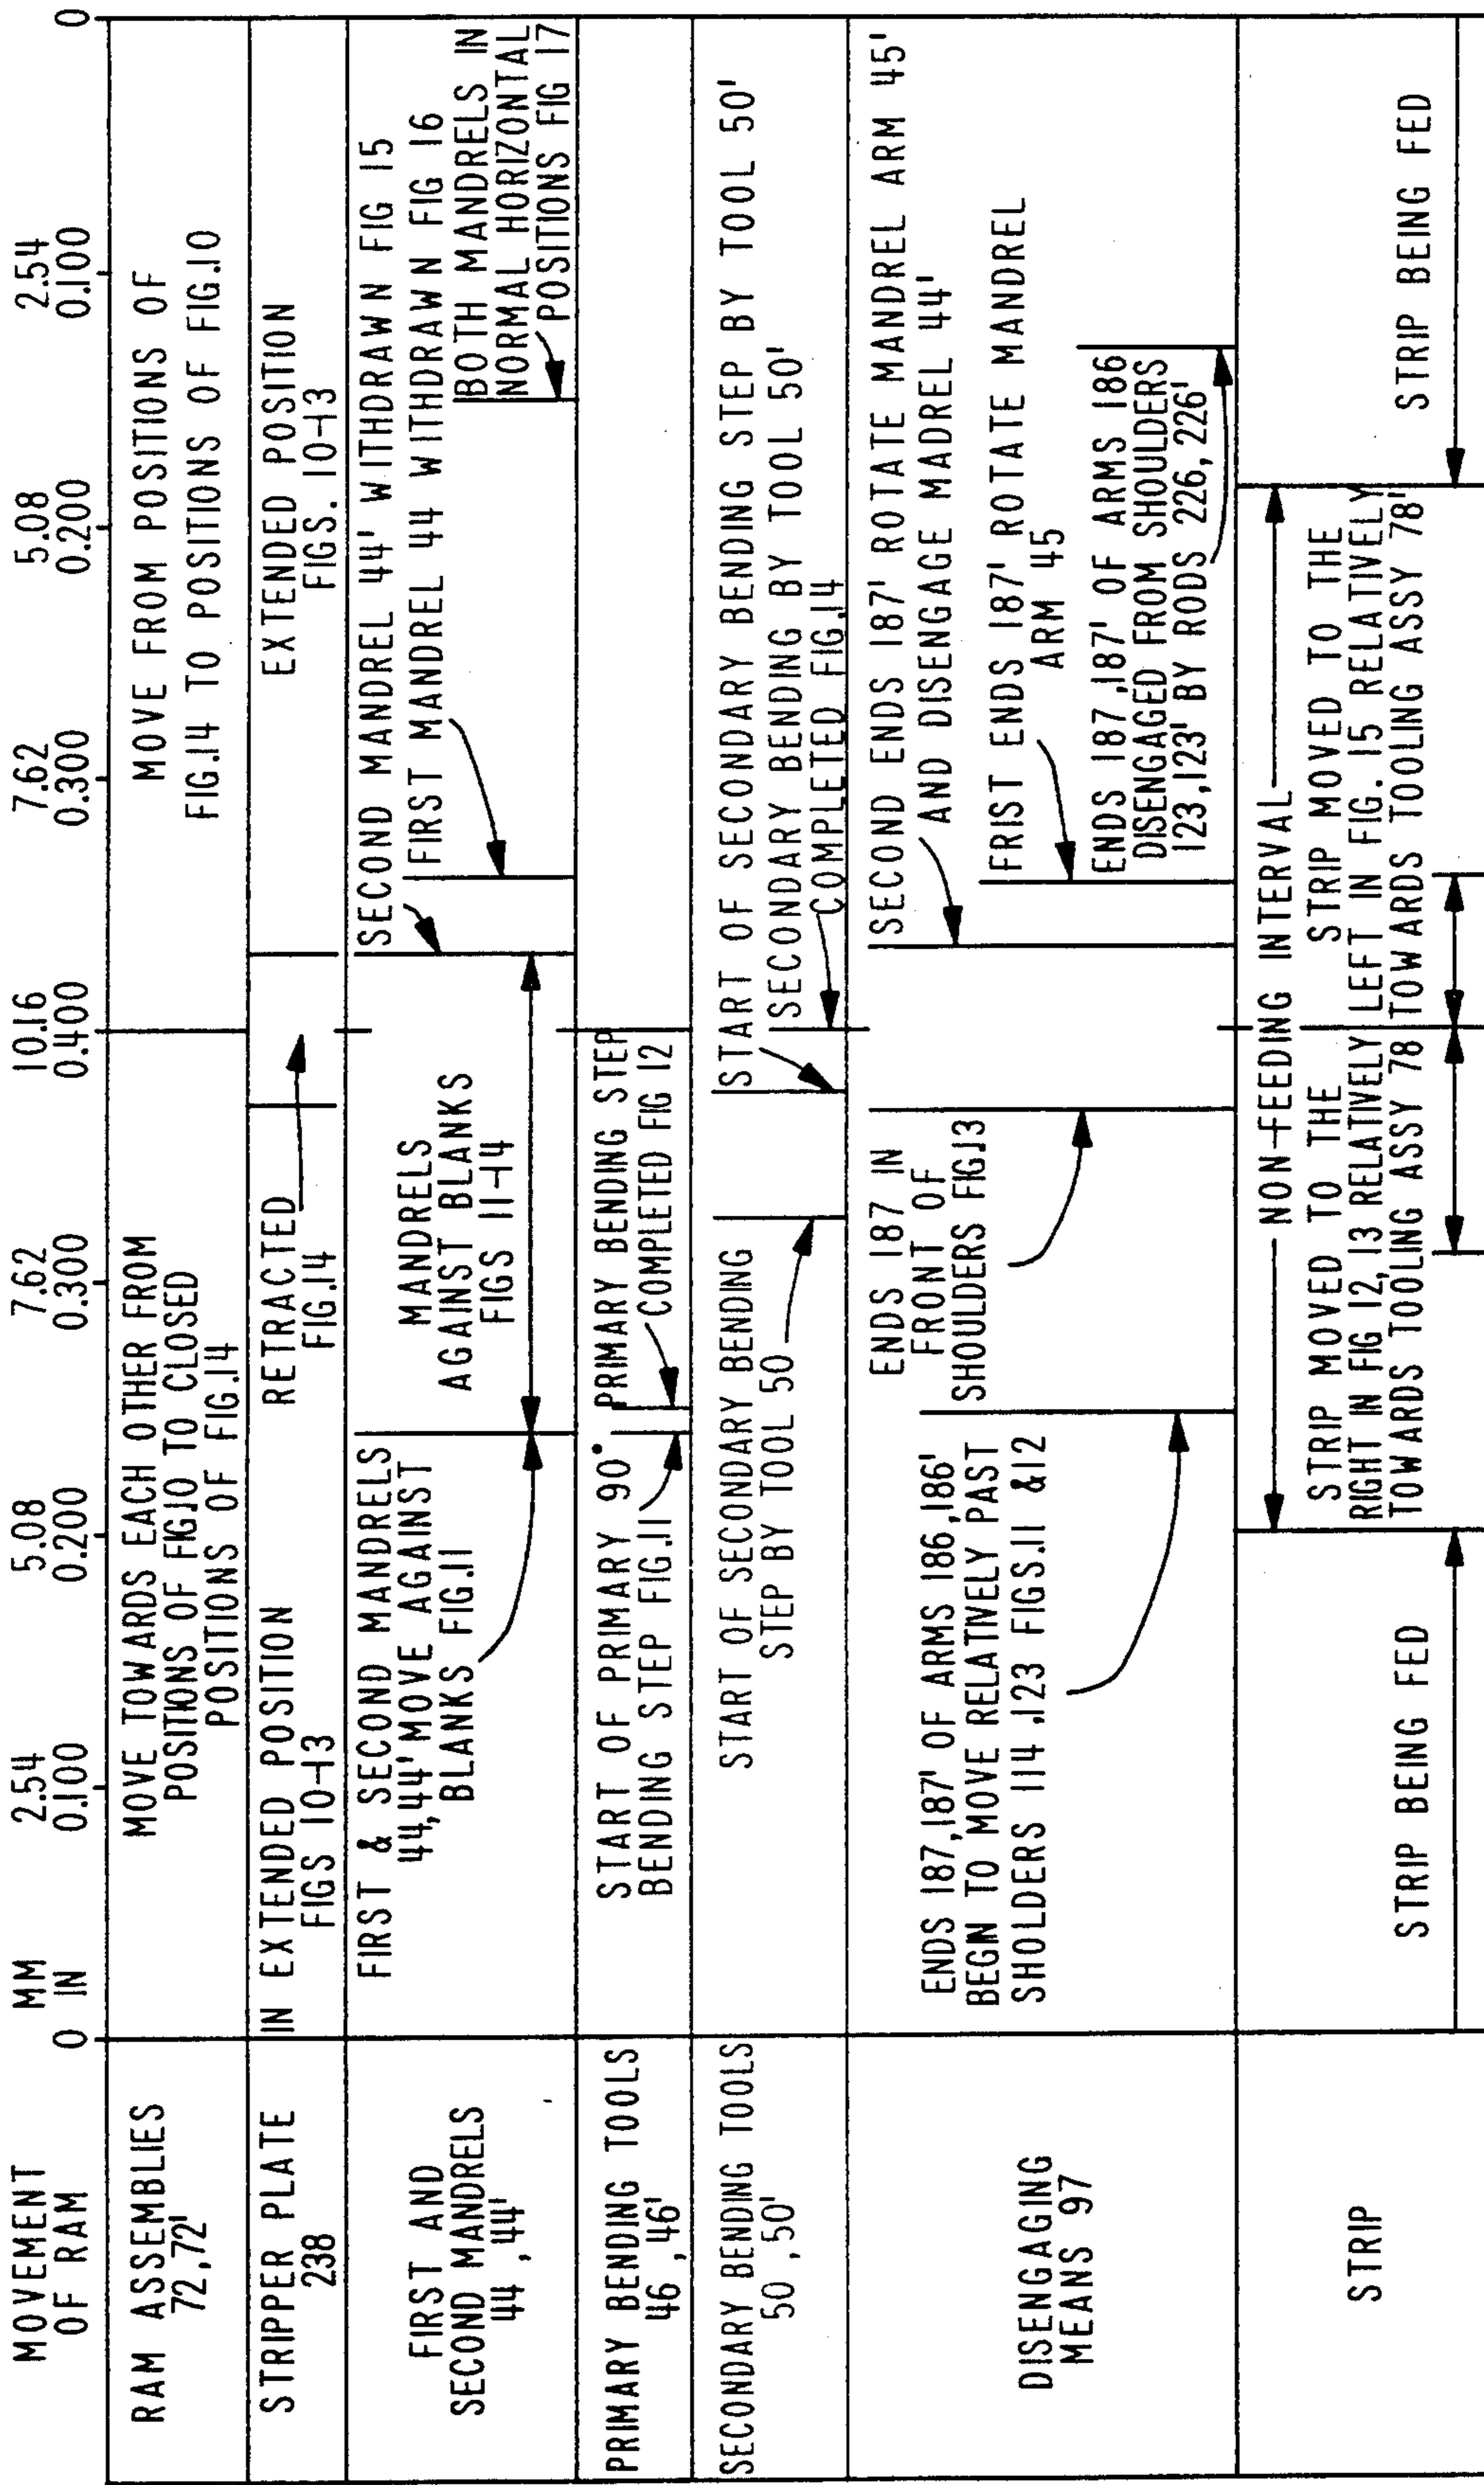 MOVEMENT
OF RAM
0 MM
IN
2.54
0.100
5.08
0.200
7.62
0.300
10.16
0.400
7.62
0.300
5.08
0.200
2.54
0.100
0
RAM ASSEMBLIES
72,72'
MOVE TOWARDS EACH OTHER FROM
POSITIONS OF FIG.10 TO CLOSED
POSITIONS OF FIG.14
MOVE FROM POSITIONS OF
FIG.14 TO POSITIONS OF FIG.10
STRIPPER PLATE
238
IN EXTENDED POSITION
FIGS 10-13
RETRACTED
FIG.14
EXTENDED POSITION
FIGS. 10-13
FIRST AND
SECOND MANDRELS
44,44'
FIRST & SECOND MANDRELS
44,44' MOVE AGAINST
BLANKS FIG.11
MANDRELS
AGAINST BLANKS
FIGS 11-14
SECOND MANDREL 44' WITHDRAWN FIG 15
FIRST MANDREL 44 WITHDRAWN FIG 16
BOTH MANDRELS IN
NORMAL HORIZONTAL
POSITIONS FIG 17
PRIMARY BENDING TOOLS
46,46'
START OF PRIMARY 90°
BENDING STEP FIG.11
PRIMARY BENDING STEP
COMPLETED FIG 12
SECONDARY BENDING TOOLS
50,50'
START OF SECONDARY BENDING
STEP BY TOOL 50
START OF SECONDARY BENDING STEP BY TOOL 50'
SECONDARY BENDING BY TOOL 50'
COMPLETED FIG.14
DISENGAGING
MEANS 97
ENDS 187,187' OF ARMS 186,186'
BEGIN TO MOVE RELATIVELY PAST
SHOLDERS 114,123 FIGS.11 &12
ENDS 187 IN
FRONT OF
SHOULDERS FIG.13
SECOND ENDS 187' ROTATE MANDREL ARM 45'
AND DISENGAGE MADREL 44'
FRIST ENDS 187' ROTATE MANDREL
ARM 45
ENDS 187,187' OF ARMS 186
DISENGAGED FROM SHOULDERS
123,123' BY RODS 226,226'
STRIP
STRIP BEING FED
NON-FEEDING INTERVAL
STRIP MOVED TO THE
RIGHT IN FIG 12,13 RELATIVELY
TOWARDS TOOLING ASSY 78
STRIP MOVED TO THE
LEFT IN FIG. 15 RELATIVELY
TOWARDS TOOLING ASSY 78'
STRIP BEING FED